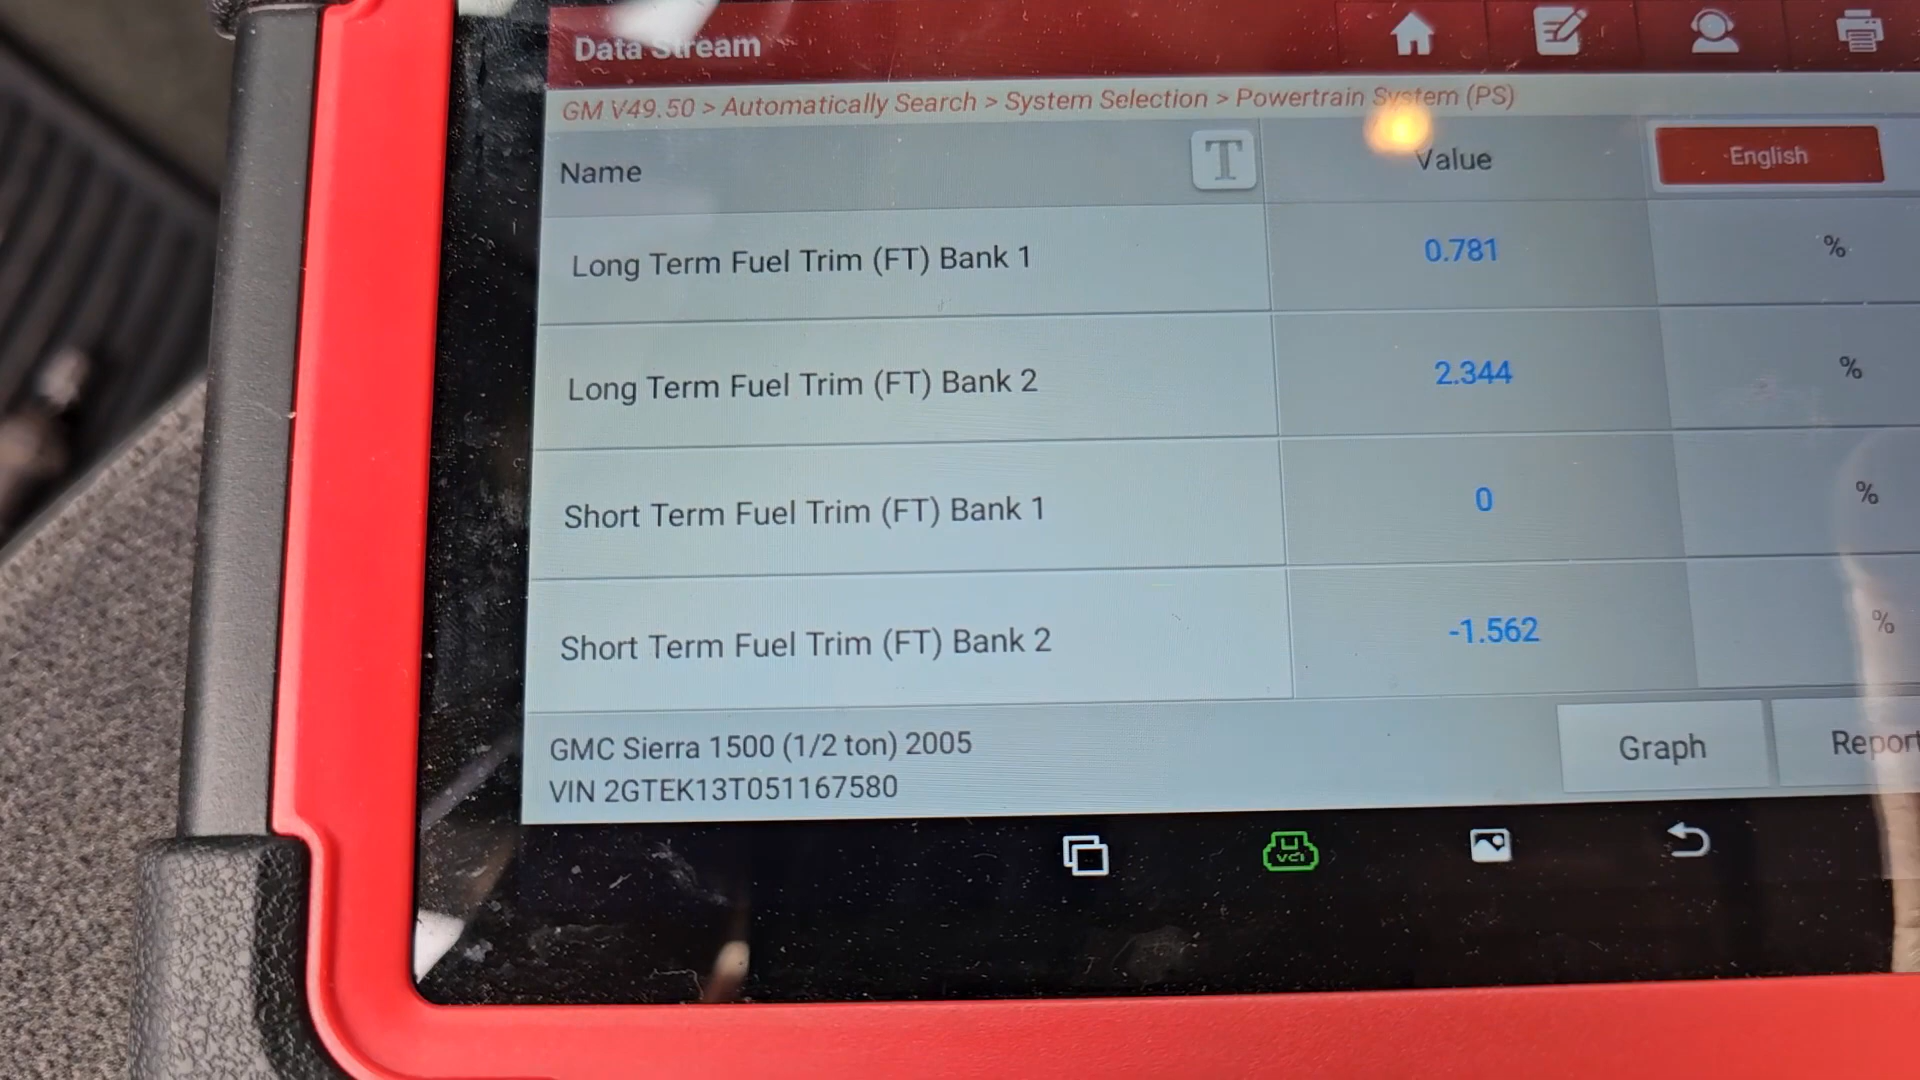 Data Stream
GM V49.50 > Automatically Search > System Selection > Powertrain System (PS)
Name T Value English
Long Term Fuel Trim (FT) Bank 1 0.781 %
Long Term Fuel Trim (FT) Bank 2 2.344 %
Short Term Fuel Trim (FT) Bank 1 0 %
Short Term Fuel Trim (FT) Bank 2 -1.562 %
GMC Sierra 1500 (1/2 ton) 2005
VIN 2GTEK13T051167580
Graph Report
VCI